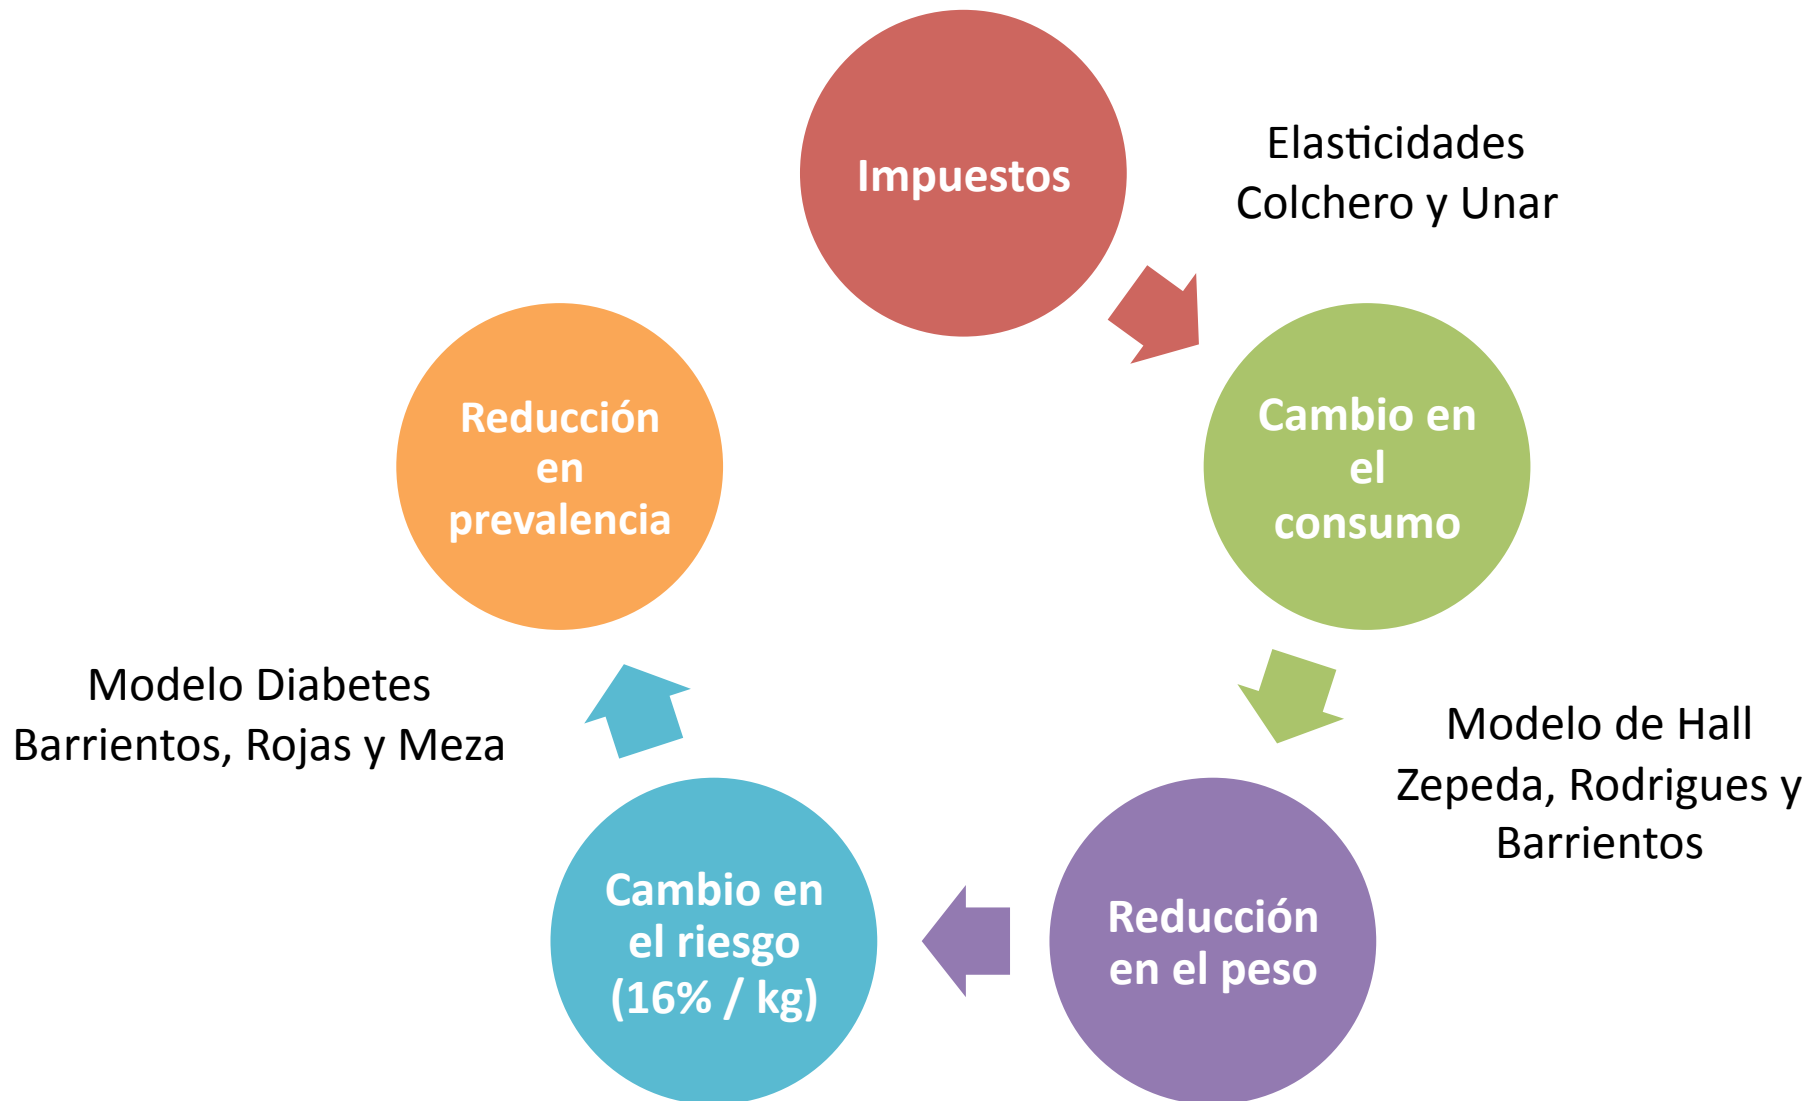 Impuestos
Elasticidades
Colchero y Unar
Cambio en
el
consumo
Modelo de Hall
Zepeda, Rodrigues y
Barrientos
Reducción
en el peso
Cambio en
el riesgo
(16% / kg)
Modelo Diabetes
Barrientos, Rojas y Meza
Reducción
en
prevalencia